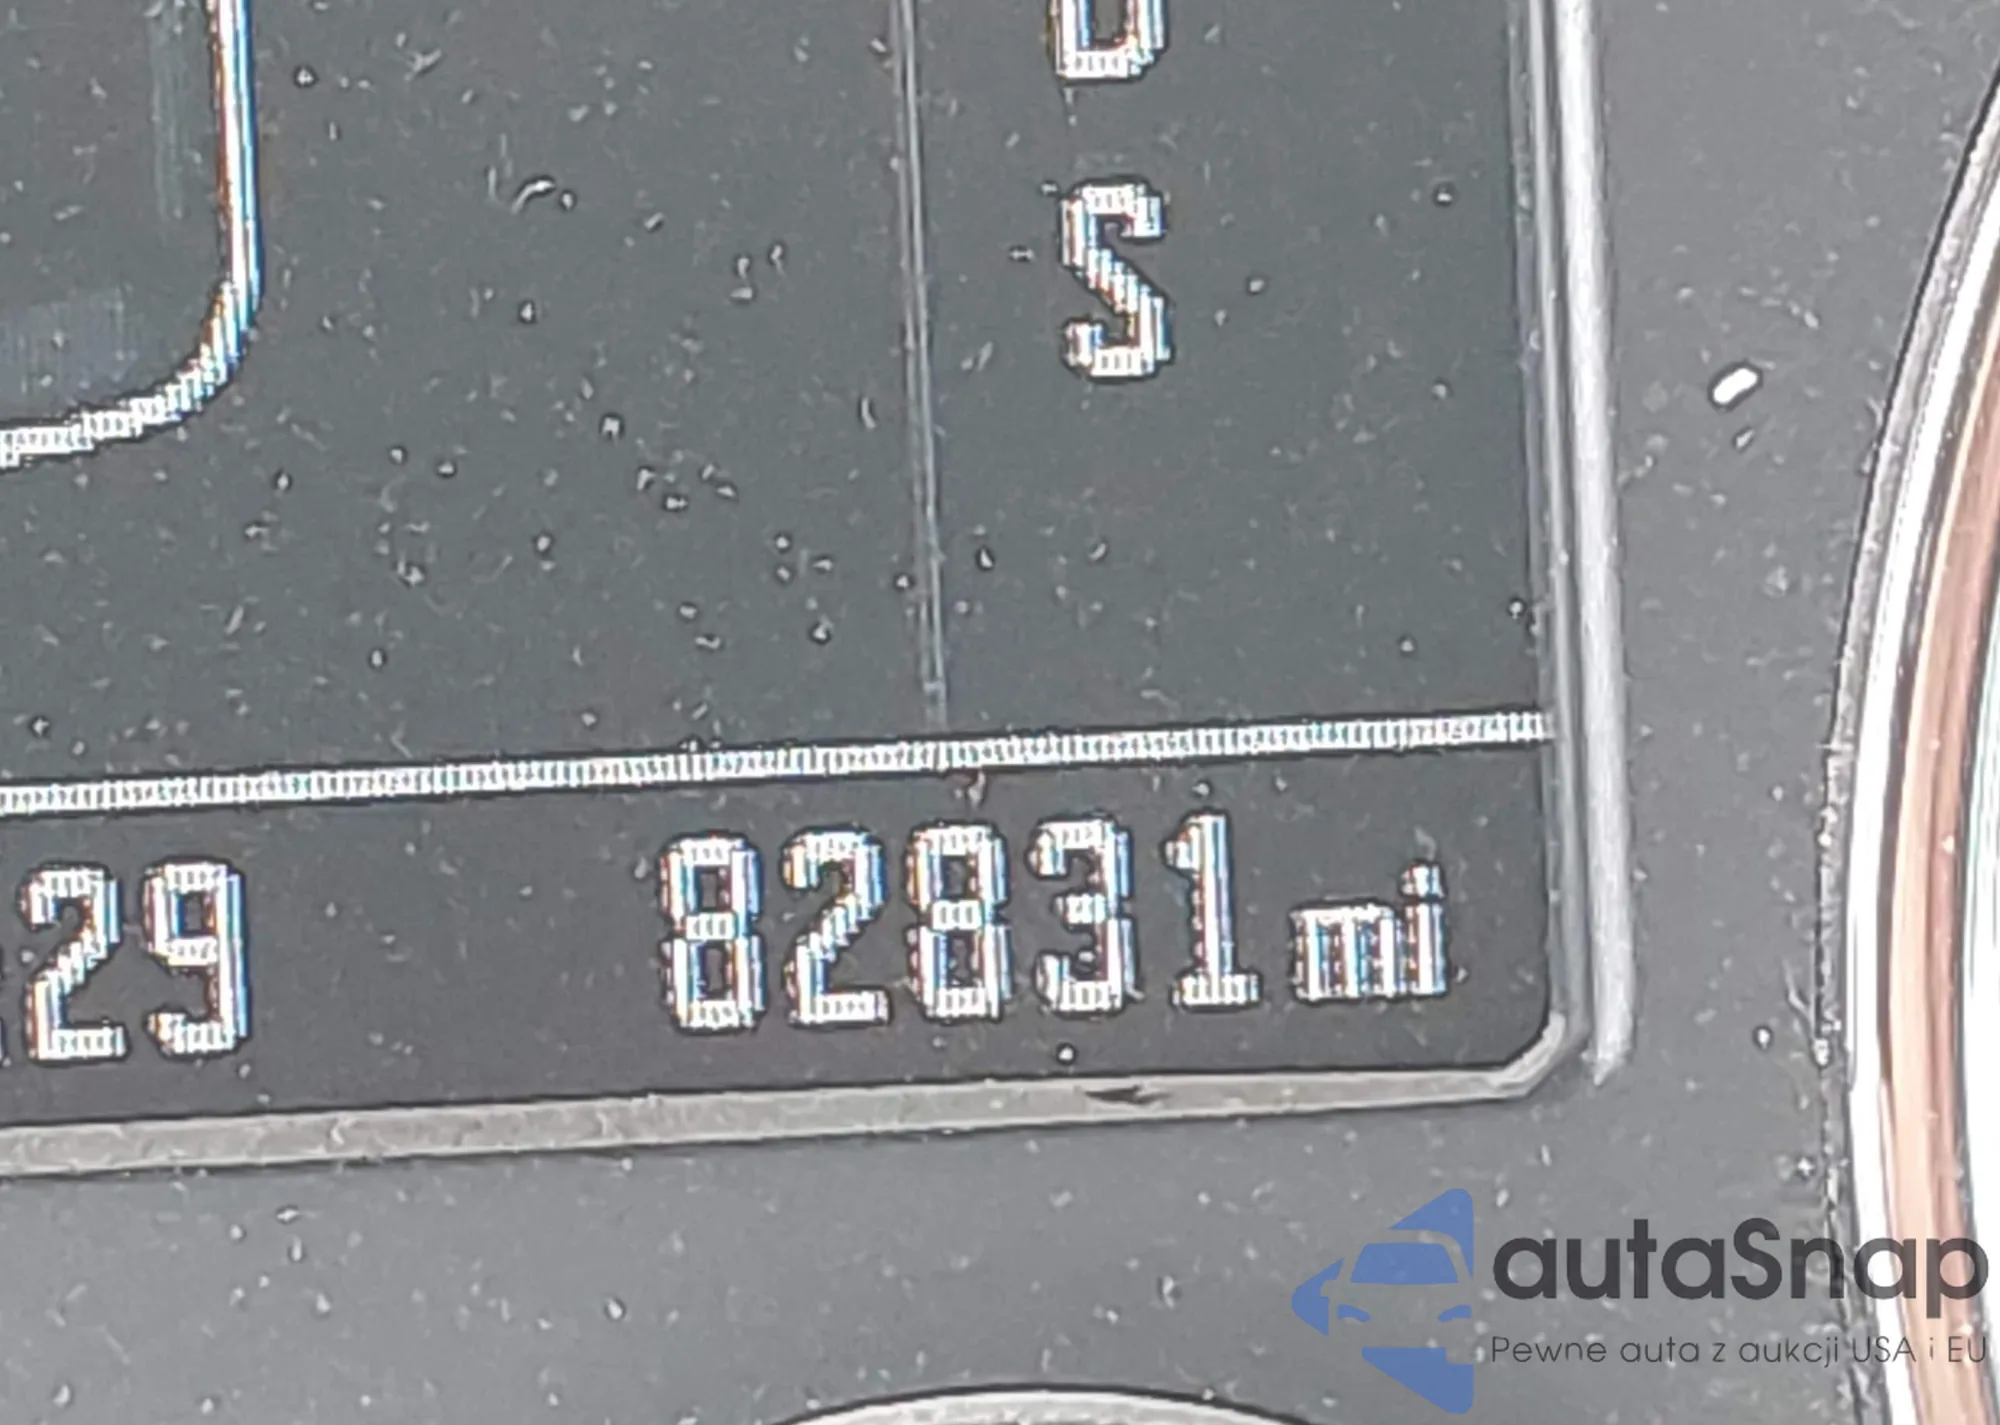 D
S
29 82831 mi
autaSnap
Pewne auta z aukcji USA i EU